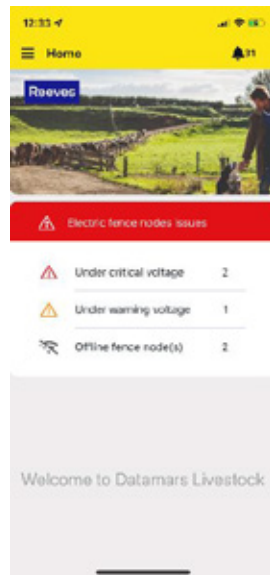 12:33
Home
31
Reeves
Electric fence nodes issues
Under critical voltage 2
Under warning voltage 1
Offline fence node(s) 2
Welcome to Datamars Livestock